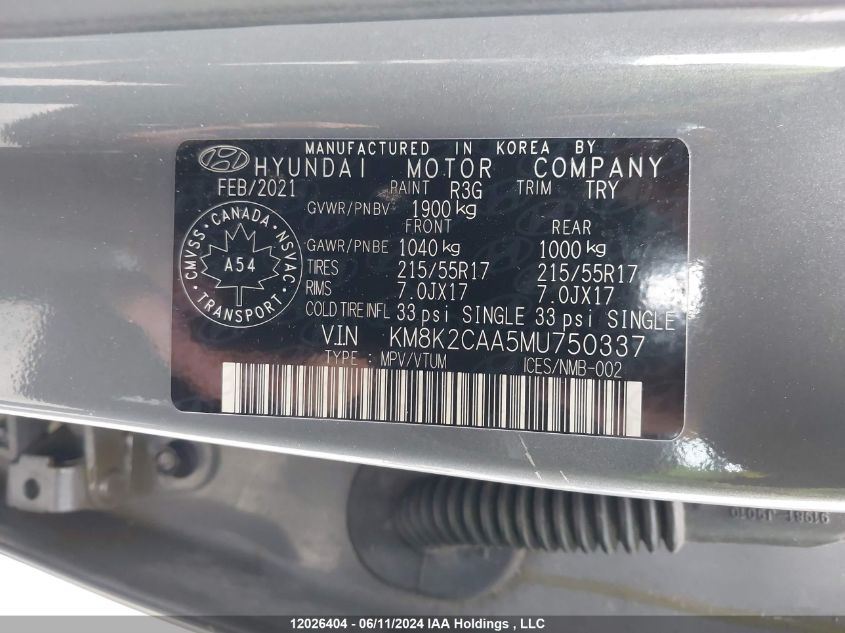 MANUFACTURED IN KOREA BY
HYUNDAI MOTOR COMPANY
FEB/2021 PAINT R3G TRIM TRY
GVWR/PNBV 1900 kg
FRONT REAR
GAWR/PNBE 1040 kg 1000 kg
TIRES 215/55R17 215/55R17
RIMS 7.0JX17 7.0JX17
COLD TIRE INFL 33 psi SINGLE 33 psi SINGLE
V.I.N KM8K2CAA5MU750337
TYPE : MPV/VTUM ICES/NMB-002
CANADA
CMVSS · NSVAC
A54
TRANSPORT
12026404 - 06/11/2024 IAA Holdings , LLC